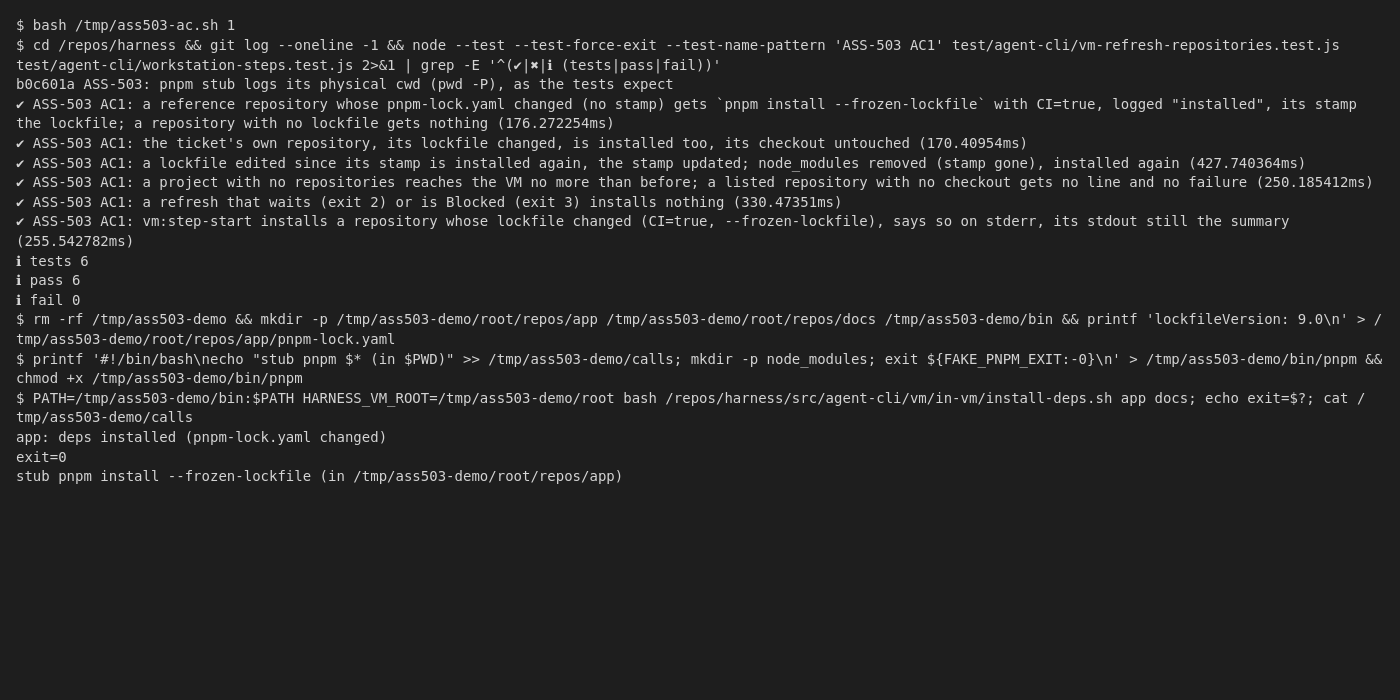 $ bash /tmp/ass503-ac.sh 1
$ cd /repos/harness && git log --oneline -1 && node --test --test-force-exit --test-name-pattern 'ASS-503 AC1' test/agent-cli/vm-refresh-repositories.test.js
test/agent-cli/workstation-steps.test.js 2>&1 | grep -E '^(✔|✖|ℹ (tests|pass|fail))'
b0c601a ASS-503: pnpm stub logs its physical cwd (pwd -P), as the tests expect
✔ ASS-503 AC1: a reference repository whose pnpm-lock.yaml changed (no stamp) gets `pnpm install --frozen-lockfile` with CI=true, logged "installed", its stamp
the lockfile; a repository with no lockfile gets nothing (176.272254ms)
✔ ASS-503 AC1: the ticket's own repository, its lockfile changed, is installed too, its checkout untouched (170.40954ms)
✔ ASS-503 AC1: a lockfile edited since its stamp is installed again, the stamp updated; node_modules removed (stamp gone), installed again (427.740364ms)
✔ ASS-503 AC1: a project with no repositories reaches the VM no more than before; a listed repository with no checkout gets no line and no failure (250.185412ms)
✔ ASS-503 AC1: a refresh that waits (exit 2) or is Blocked (exit 3) installs nothing (330.47351ms)
✔ ASS-503 AC1: vm:step-start installs a repository whose lockfile changed (CI=true, --frozen-lockfile), says so on stderr, its stdout still the summary
(255.542782ms)
ℹ tests 6
ℹ pass 6
ℹ fail 0
$ rm -rf /tmp/ass503-demo && mkdir -p /tmp/ass503-demo/root/repos/app /tmp/ass503-demo/root/repos/docs /tmp/ass503-demo/bin && printf 'lockfileVersion: 9.0\n' > /
tmp/ass503-demo/root/repos/app/pnpm-lock.yaml
$ printf '#!/bin/bash\necho "stub pnpm $* (in $PWD)" >> /tmp/ass503-demo/calls; mkdir -p node_modules; exit ${FAKE_PNPM_EXIT:-0}\n' > /tmp/ass503-demo/bin/pnpm &&
chmod +x /tmp/ass503-demo/bin/pnpm
$ PATH=/tmp/ass503-demo/bin:$PATH HARNESS_VM_ROOT=/tmp/ass503-demo/root bash /repos/harness/src/agent-cli/vm/in-vm/install-deps.sh app docs; echo exit=$?; cat /
tmp/ass503-demo/calls
app: deps installed (pnpm-lock.yaml changed)
exit=0
stub pnpm install --frozen-lockfile (in /tmp/ass503-demo/root/repos/app)